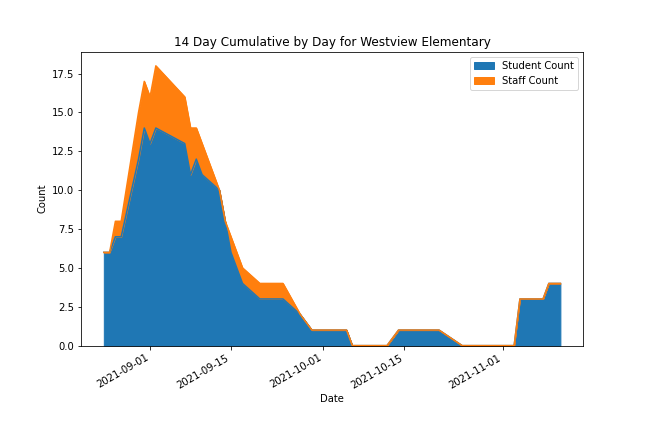 14 Day Cumulative by Day for Westview Elementary
Student Count
Staff Count
17.5
15.0
12.5
10.0
7.5
5.0
2.5
0.0
Count
2021-09-01
2021-09-15
2021-10-01
2021-10-15
2021-11-01
Date